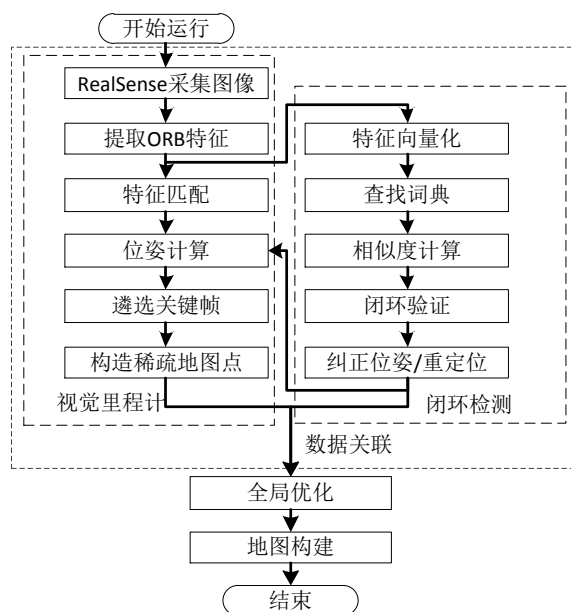 开始运行
RealSense采集图像
提取ORB特征
特征匹配
位姿计算
遴选关键帧
构造稀疏地图点
视觉里程计
特征向量化
查找词典
相似度计算
闭环验证
纠正位姿/重定位
闭环检测
数据关联
全局优化
地图构建
结束